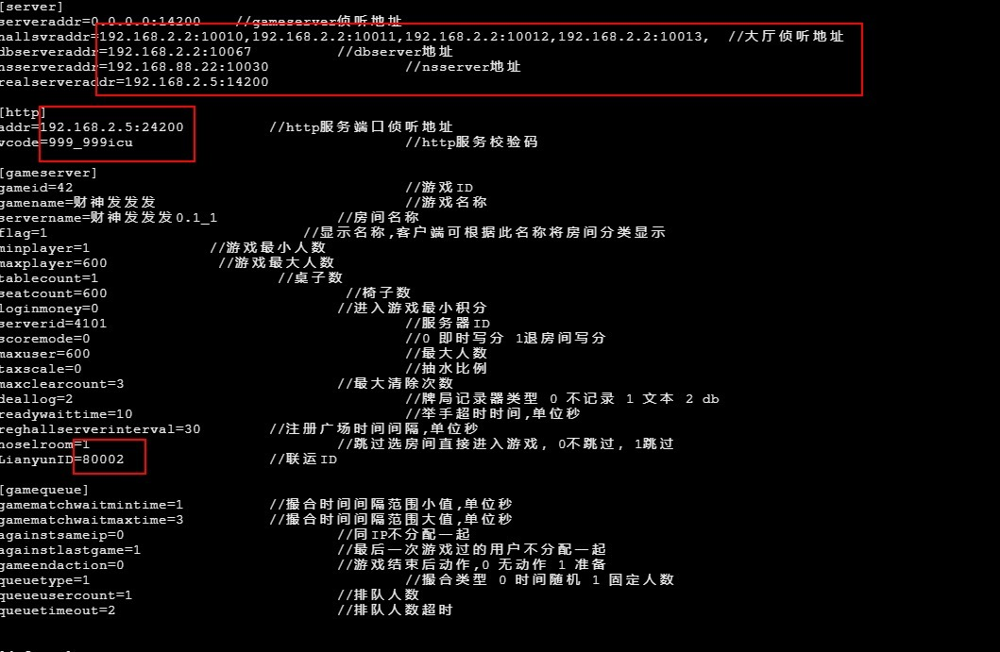 [server]
serveraddr=0.0.0.0:14200 //gameserver侦听地址
hallsvraddr=192.168.2.2:10010,192.168.2.2:10011,192.168.2.2:10012,192.168.2.2:10013, //大厅侦听地址
dbserveraddr=192.168.2.2:10067 //dbserver地址
nsserveraddr=192.168.88.22:10030 //nsserver地址
realserveraddr=192.168.2.5:14200
[http]
addr=192.168.2.5:24200 //http服务端口侦听地址
vcode=999_999icu //http服务校验码
[gameserver]
gameid=42 //游戏ID
gamename=财神发发发 //游戏名称
servername=财神发发发0.1_1 //房间名称
flag=1 //显示名称,客户端可根据此名称将房间分类显示
minplayer=1 //游戏最小人数
maxplayer=600 //游戏最大人数
tablecount=1 //桌子数
seatcount=600 //椅子数
loginmoney=0 //进入游戏最小积分
serverid=4101 //服务器ID
scoremode=0 //0 即时写分 1退房间写分
maxuser=600 //最大人数
taxscale=0 //抽水比例
maxclearcount=3 //最大清除次数
deallog=2 //牌局记录器类型 0 不记录 1 文本 2 db
readywaittime=10 //举手超时时间,单位秒
reghallserverinterval=30 //注册广场时间间隔,单位秒
noselroom=1 //跳过选房间直接进入游戏, 0不跳过, 1跳过
LianyunID=80002 //联运ID
[gamequeue]
gamematchwaitmintime=1 //撮合时间间隔范围小值,单位秒
gamematchwaitmaxtime=3 //撮合时间间隔范围大值,单位秒
againstsameip=0 //同IP不分配一起
againstlastgame=1 //最后一次游戏过的用户不分配一起
gameendaction=0 //游戏结束后动作,0 无动作 1 准备
queuetype=1 //撮合类型 0 时间随机 1 固定人数
queueusercount=1 //排队人数
queuetimeout=2 //排队人数超时